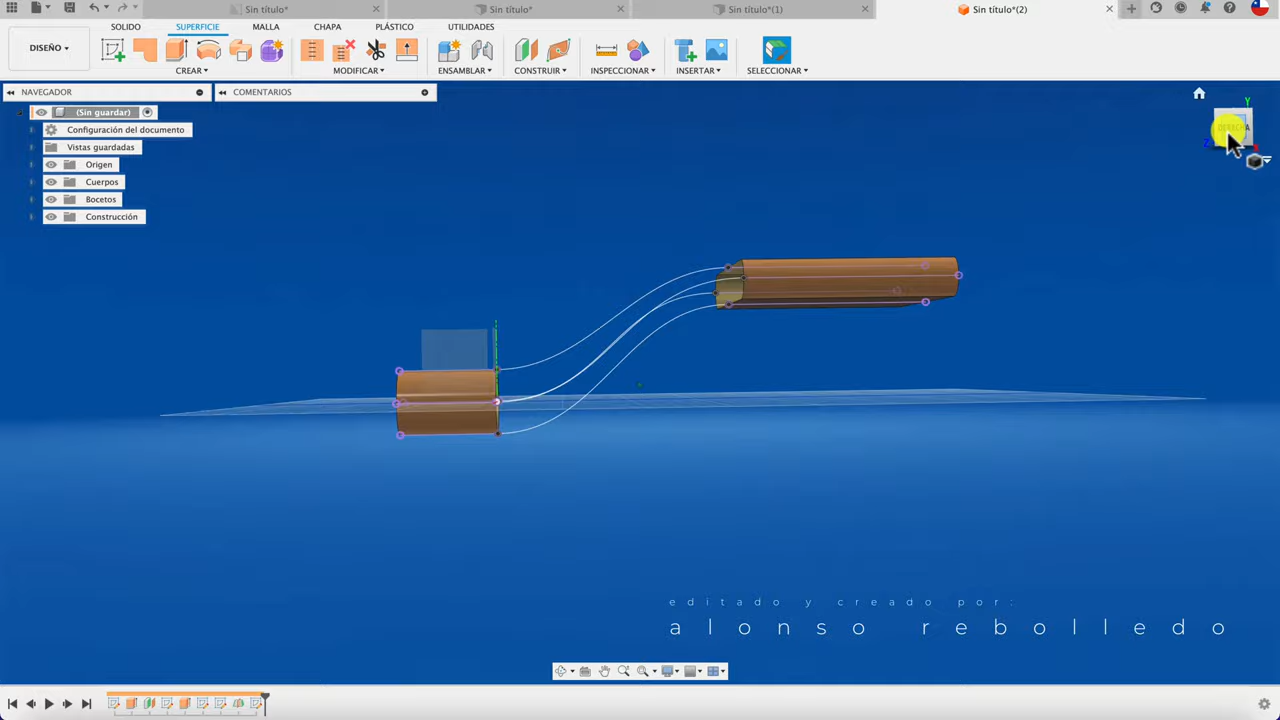 Sin título*
Sin título*
Sin título*(1)
Sin título*(2)
SOLIDO
SUPERFICIE
MALLA
CHAPA
PLÁSTICO
UTILIDADES
DISEÑO
CREAR
MODIFICAR
ENSAMBLAR
CONSTRUIR
INSPECCIONAR
INSERTAR
SELECCIONAR
NAVEGADOR
COMENTARIOS
(Sin guardar)
Configuración del documento
Vistas guardadas
Origen
Cuerpos
Bocetos
Construcción
Y
Z
editado y creado por:
alonso rebolledo